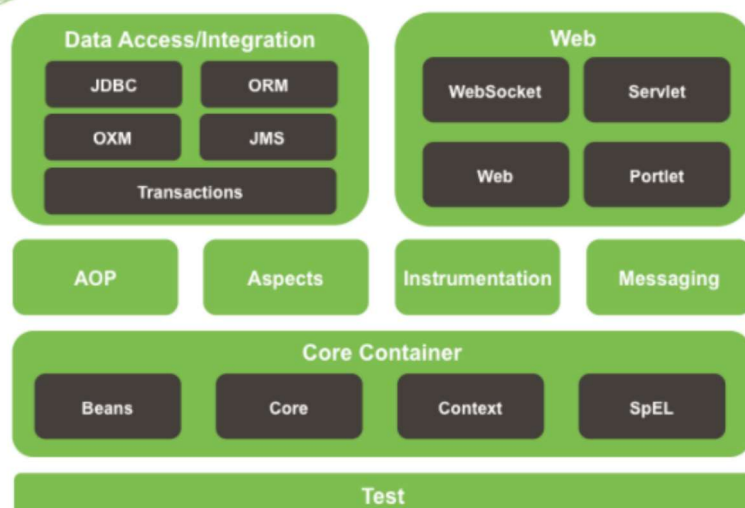 Data Access/Integration
JDBC ORM
OXM JMS
Transactions
Web
WebSocket Servlet
Web Portlet
AOP Aspects Instrumentation Messaging
Core Container
Beans Core Context SpEL
Test